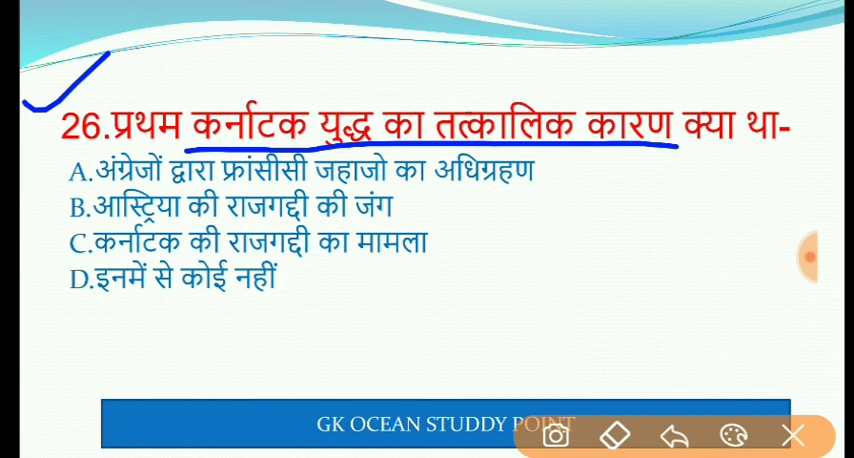 26.प्रथम कर्नाटक युद्ध का तत्कालिक कारण क्या था-
A.अंग्रेजों द्वारा फ्रांसीसी जहाजो का अधिग्रहण
B.आस्ट्रिया की राजगद्दी की जंग
C.कर्नाटक की राजगद्दी का मामला
D.इनमें से कोई नहीं
GK OCEAN STUDDY POINT